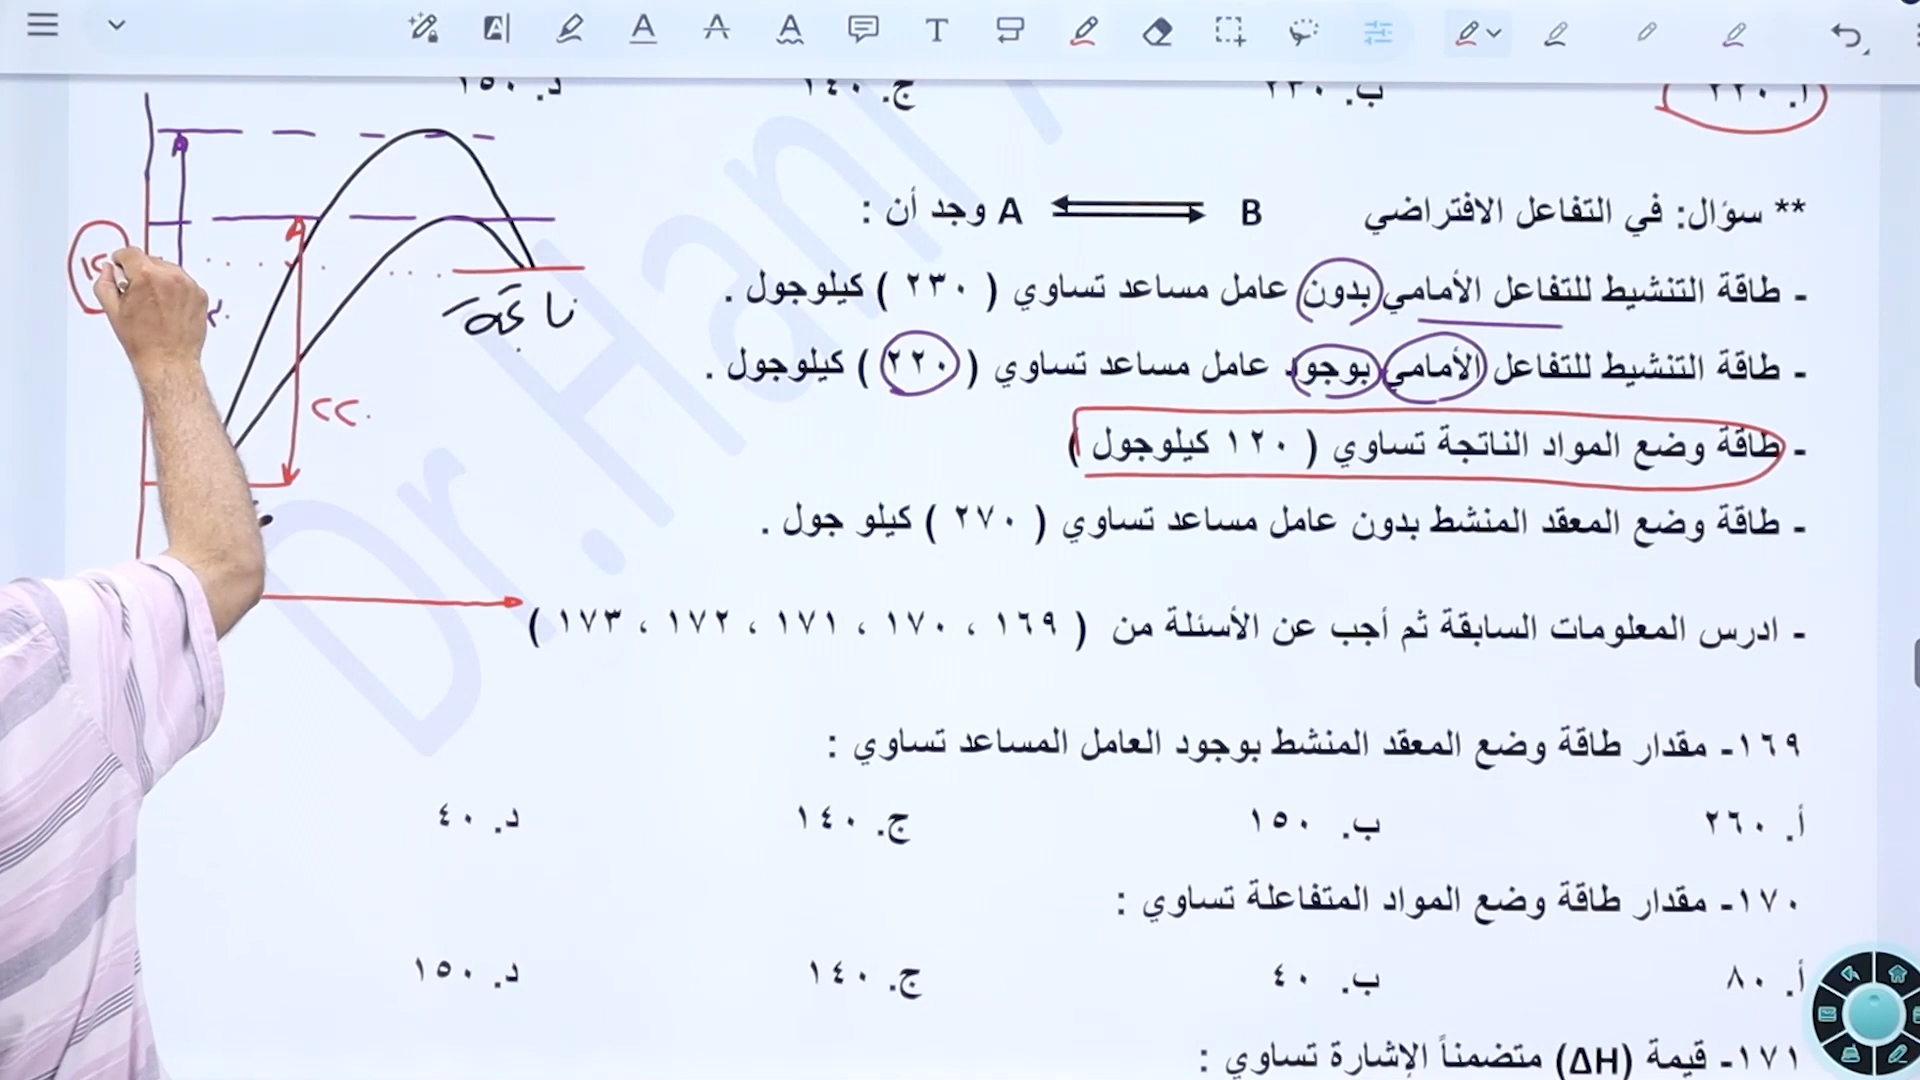 أ. ٢٢٠ ب. ٢٣٠ ج. ١٤٠ د. ١٥٠
** سؤال: في التفاعل الافتراضي A ⇄ B وجد أن :
- طاقة التنشيط للتفاعل الأمامي بدون عامل مساعد تساوي ( ٢٣٠ ) كيلوجول .
- طاقة التنشيط للتفاعل الأمامي بوجود عامل مساعد تساوي ( ٢٢٠ ) كيلوجول .
- طاقة وضع المواد الناتجة تساوي ( ١٢٠ كيلوجول )
- طاقة وضع المعقد المنشط بدون عامل مساعد تساوي ( ٢٧٠ ) كيلو جول .
- ادرس المعلومات السابقة ثم أجب عن الأسئلة من ( ١٦٩ ، ١٧٠ ، ١٧١ ، ١٧٢ ، ١٧٣ )
١٦٩- مقدار طاقة وضع المعقد المنشط بوجود العامل المساعد تساوي :
أ. ٢٦٠ ب. ١٥٠ ج. ١٤٠ د. ٤٠
١٧٠- مقدار طاقة وضع المواد المتفاعلة تساوي :
أ. ٨٠ ب. ٤٠ ج. ١٤٠ د. ١٥٠
١٧١- قيمة (ΔH) متضمناً الإشارة تساوي :
ناتجة
٢٢٠
Dr.Hani